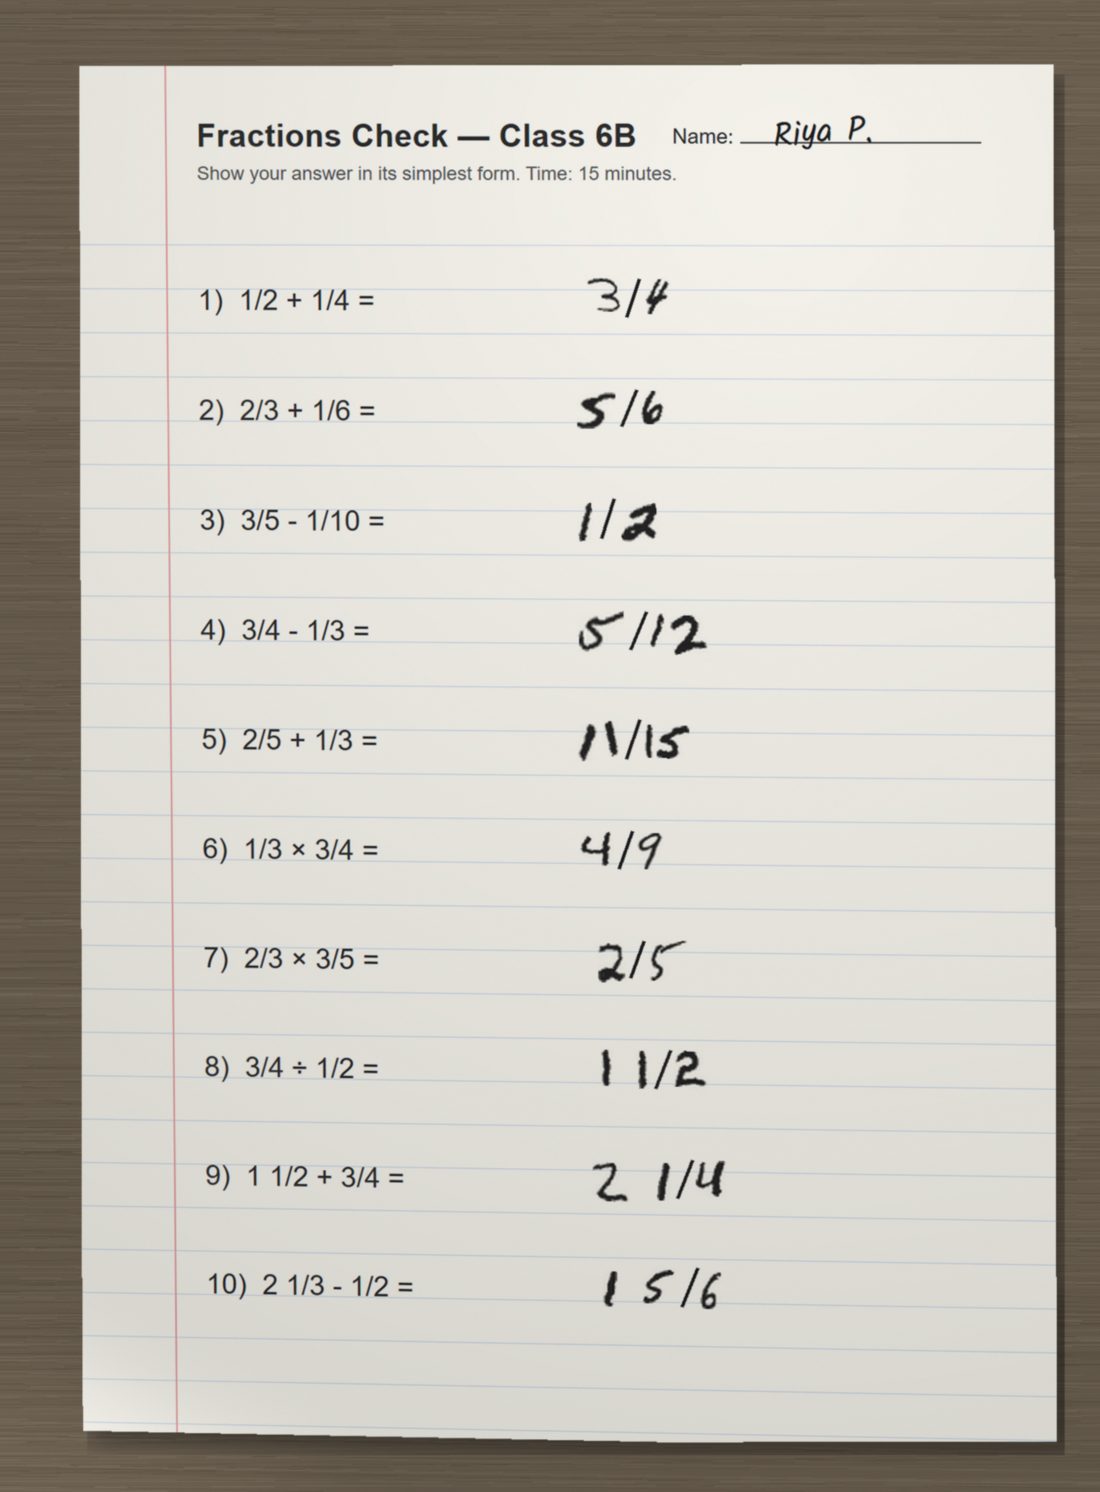 Fractions Check — Class 6B Name: Riya P.
Show your answer in its simplest form. Time: 15 minutes.
1) 1/2 + 1/4 = 3/4
2) 2/3 + 1/6 = 5/6
3) 3/5 - 1/10 = 1/2
4) 3/4 - 1/3 = 5/12
5) 2/5 + 1/3 = 11/15
6) 1/3 × 3/4 = 4/9
7) 2/3 × 3/5 = 2/5
8) 3/4 ÷ 1/2 = 1 1/2
9) 1 1/2 + 3/4 = 2 1/4
10) 2 1/3 - 1/2 = 1 5/6